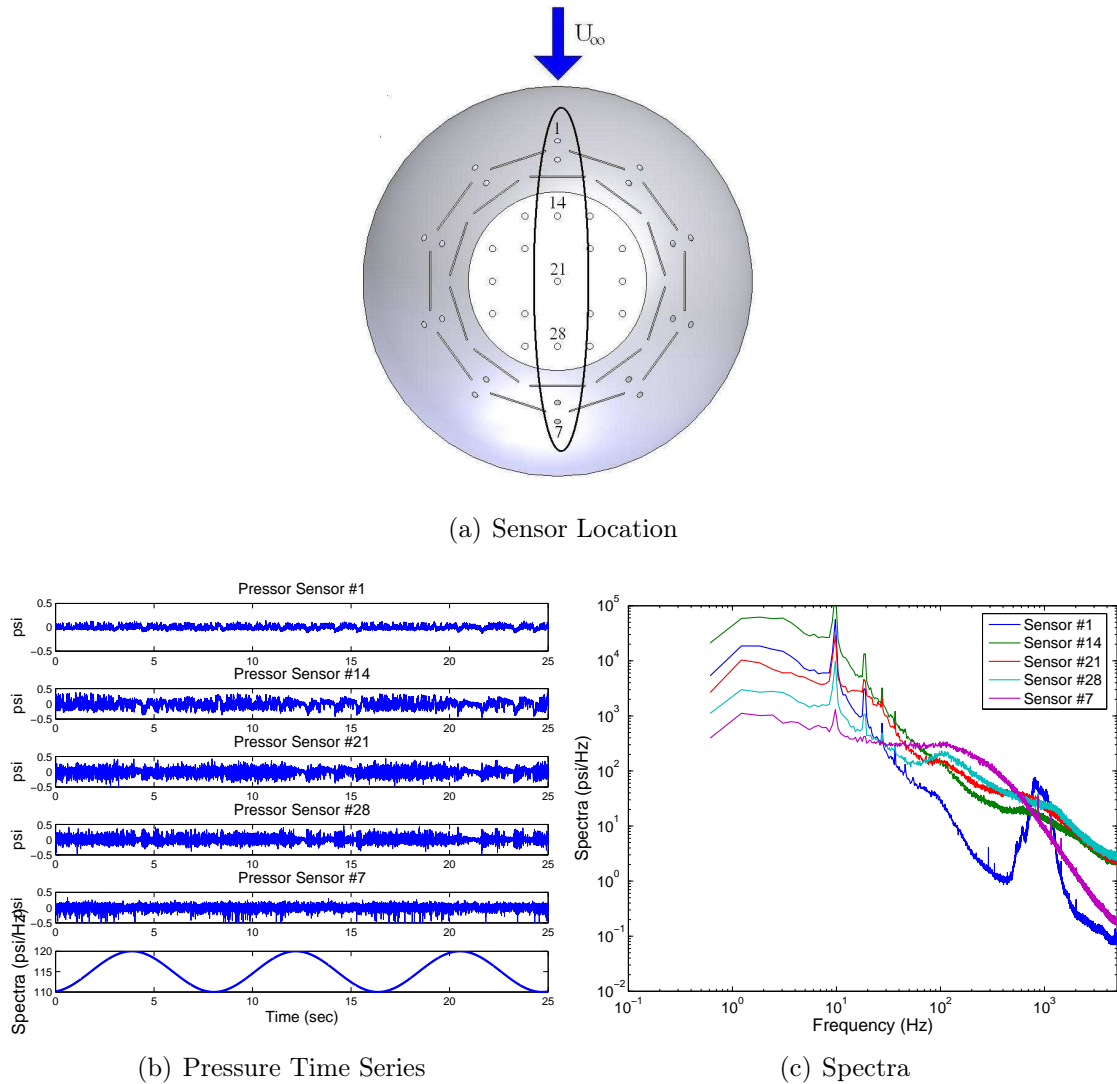 U∞
1
14
21
28
7
(a) Sensor Location
Pressor Sensor #1
psi
0.5
0
−0.5
0 5 10 15 20 25
Pressor Sensor #14
psi
0.5
0
−0.5
0 5 10 15 20 25
Pressor Sensor #21
psi
0.5
0
−0.5
0 5 10 15 20 25
Pressor Sensor #28
psi
0.5
0
−0.5
0 5 10 15 20 25
Pressor Sensor #7
psi
0.5
0
−0.5
0 5 10 15 20 25
Spectra (psi/Hz)
120
115
110
0 5 10 15 20 25
Time (sec)
(b) Pressure Time Series
Spectra (psi/Hz)
10^5
10^4
10^3
10^2
10^1
10^0
10^−1
10^−2
10^−1 10^0 10^1 10^2 10^3
Frequency (Hz)
Sensor #1
Sensor #14
Sensor #21
Sensor #28
Sensor #7
(c) Spectra